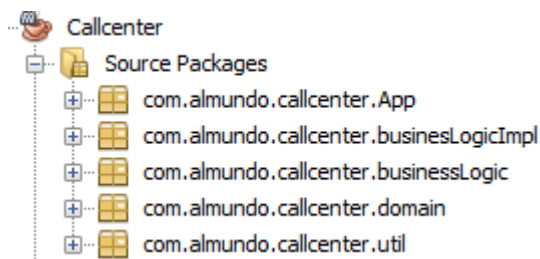 Callcenter
Source Packages
com.almundo.callcenter.App
com.almundo.callcenter.businesLogicImpl
com.almundo.callcenter.businessLogic
com.almundo.callcenter.domain
com.almundo.callcenter.util